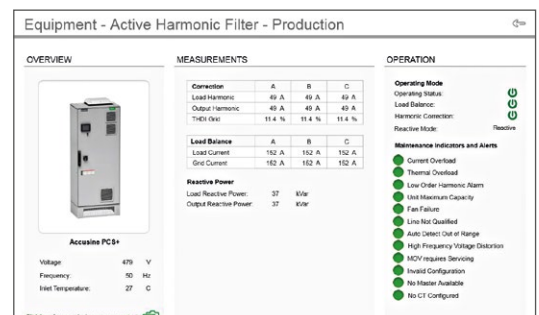 Equipment - Active Harmonic Filter - Production
OVERVIEW
Accusine PCS+
Voltage: 479 V
Frequency: 50 Hz
Inlet Temperature: 27 C
MEASUREMENTS
Correction A B C
Load Harmonic 49 A 49 A 49 A
Output Harmonic 49 A 49 A 49 A
THDI Grid 11.4 % 11.4 % 11.4 %
Load Balance A B C
Load Current 152 A 152 A 152 A
Grid Current 152 A 152 A 152 A
Reactive Power
Load Reactive Power: 37 kVar
Output Reactive Power: 37 kVar
OPERATION
Operating Mode
Operating Status:
Load Balance:
Harmonic Correction:
Reactive Mode: Reactive
Maintenance Indicators and Alerts
Current Overload
Thermal Overload
Low Order Harmonic Alarm
Unit Maximum Capacity
Fan Failure
Line Not Qualified
Auto Detect Out of Range
High Frequency Voltage Distortion
MOV requires Servicing
Invalid Configuration
No Master Available
No CT Configured